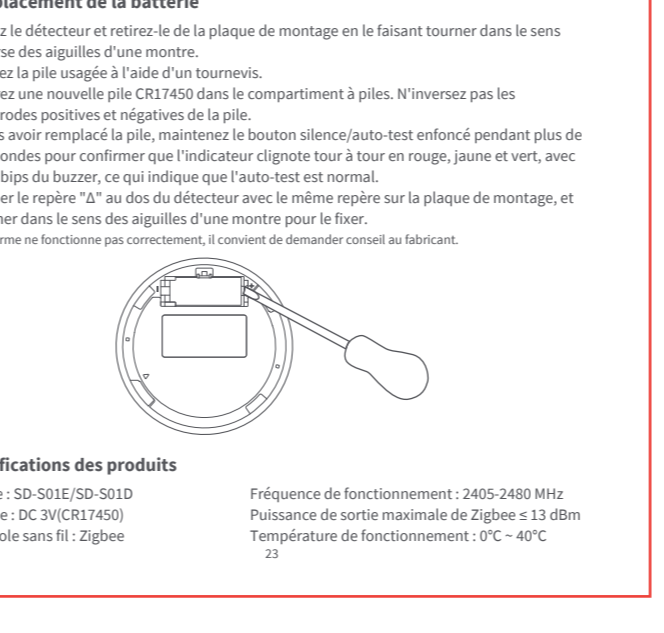 placement de la batterie
z le détecteur et retirez-le de la plaque de montage en le faisant tourner dans le sens
se des aiguilles d'une montre.
ez la pile usagée à l'aide d'un tournevis.
ez une nouvelle pile CR17450 dans le compartiment à piles. N'inversez pas les
rodes positives et négatives de la pile.
s avoir remplacé la pile, maintenez le bouton silence/auto-test enfoncé pendant plus de
ondes pour confirmer que l'indicateur clignote tour à tour en rouge, jaune et vert, avec
bips du buzzer, ce qui indique que l'auto-test est normal.
er le repère "Δ" au dos du détecteur avec le même repère sur la plaque de montage, et
ner dans le sens des aiguilles d'une montre pour le fixer.
rme ne fonctionne pas correctement, il convient de demander conseil au fabricant.
fications des produits
e : SD-S01E/SD-S01D
e : DC 3V(CR17450)
ole sans fil : Zigbee
Fréquence de fonctionnement : 2405-2480 MHz
Puissance de sortie maximale de Zigbee ≤ 13 dBm
Température de fonctionnement : 0°C ~ 40°C
23